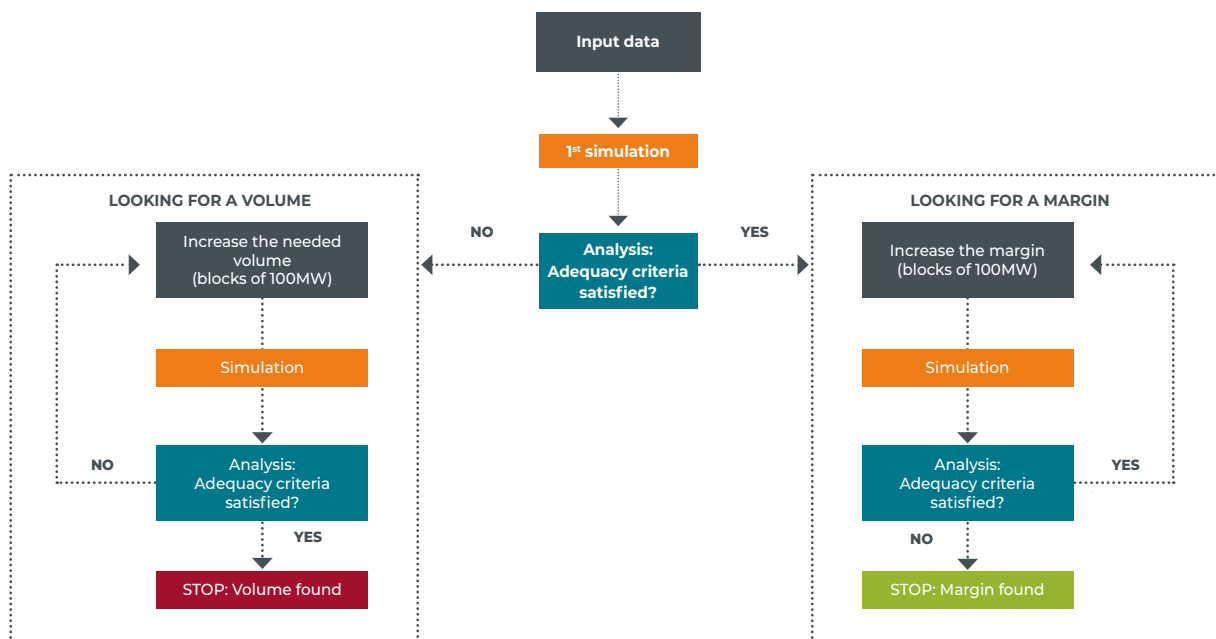 Input data
1st simulation
LOOKING FOR A VOLUME
LOOKING FOR A MARGIN
Increase the needed
volume
(blocks of 100MW)
NO
Analysis:
Adequacy criteria
satisfied?
YES
Increase the margin
(blocks of 100MW)
Simulation
Simulation
NO
Analysis:
Adequacy criteria
satisfied?
Analysis:
Adequacy criteria
satisfied?
YES
YES
NO
STOP: Volume found
STOP: Margin found